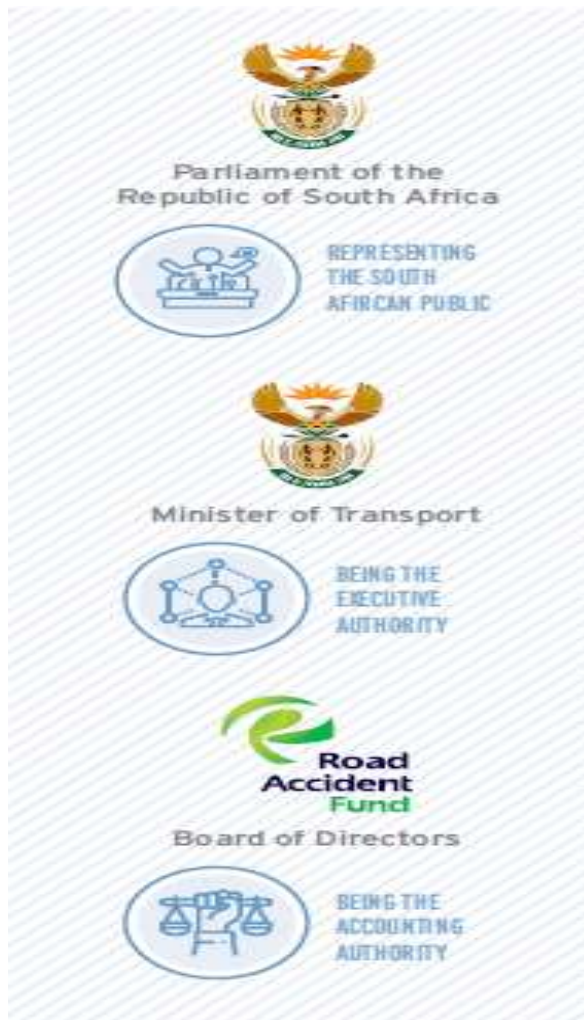 Parliament of the
Republic of South Africa
REPRESENTING
THE SOUTH
AFIRCAN PUBLIC
Minister of Transport
BEING THE
EXECUTIVE
AUTHORITY
Road
Accident
Fund
Board of Directors
BEING THE
ACCOUNTING
AUTHORITY